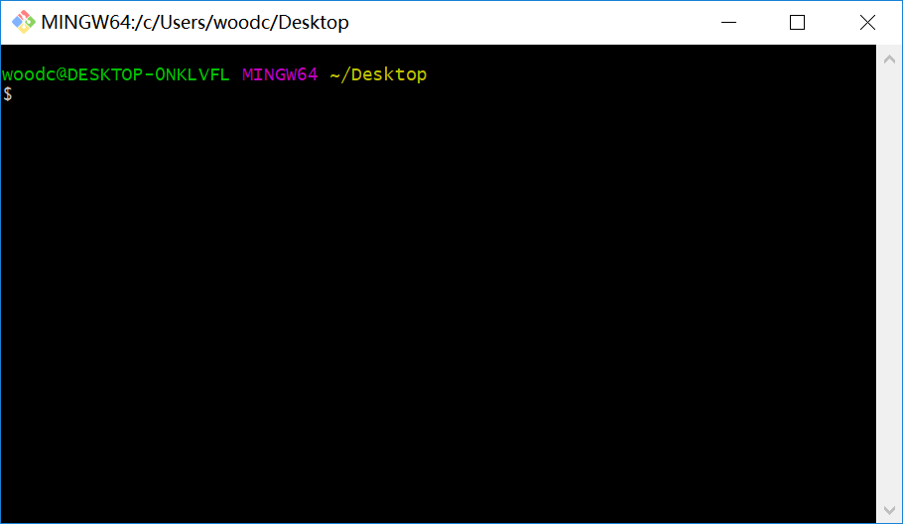 MINGW64:/c/Users/woodc/Desktop
woodc@DESKTOP-0NKLVFL MINGW64 ~/Desktop
$